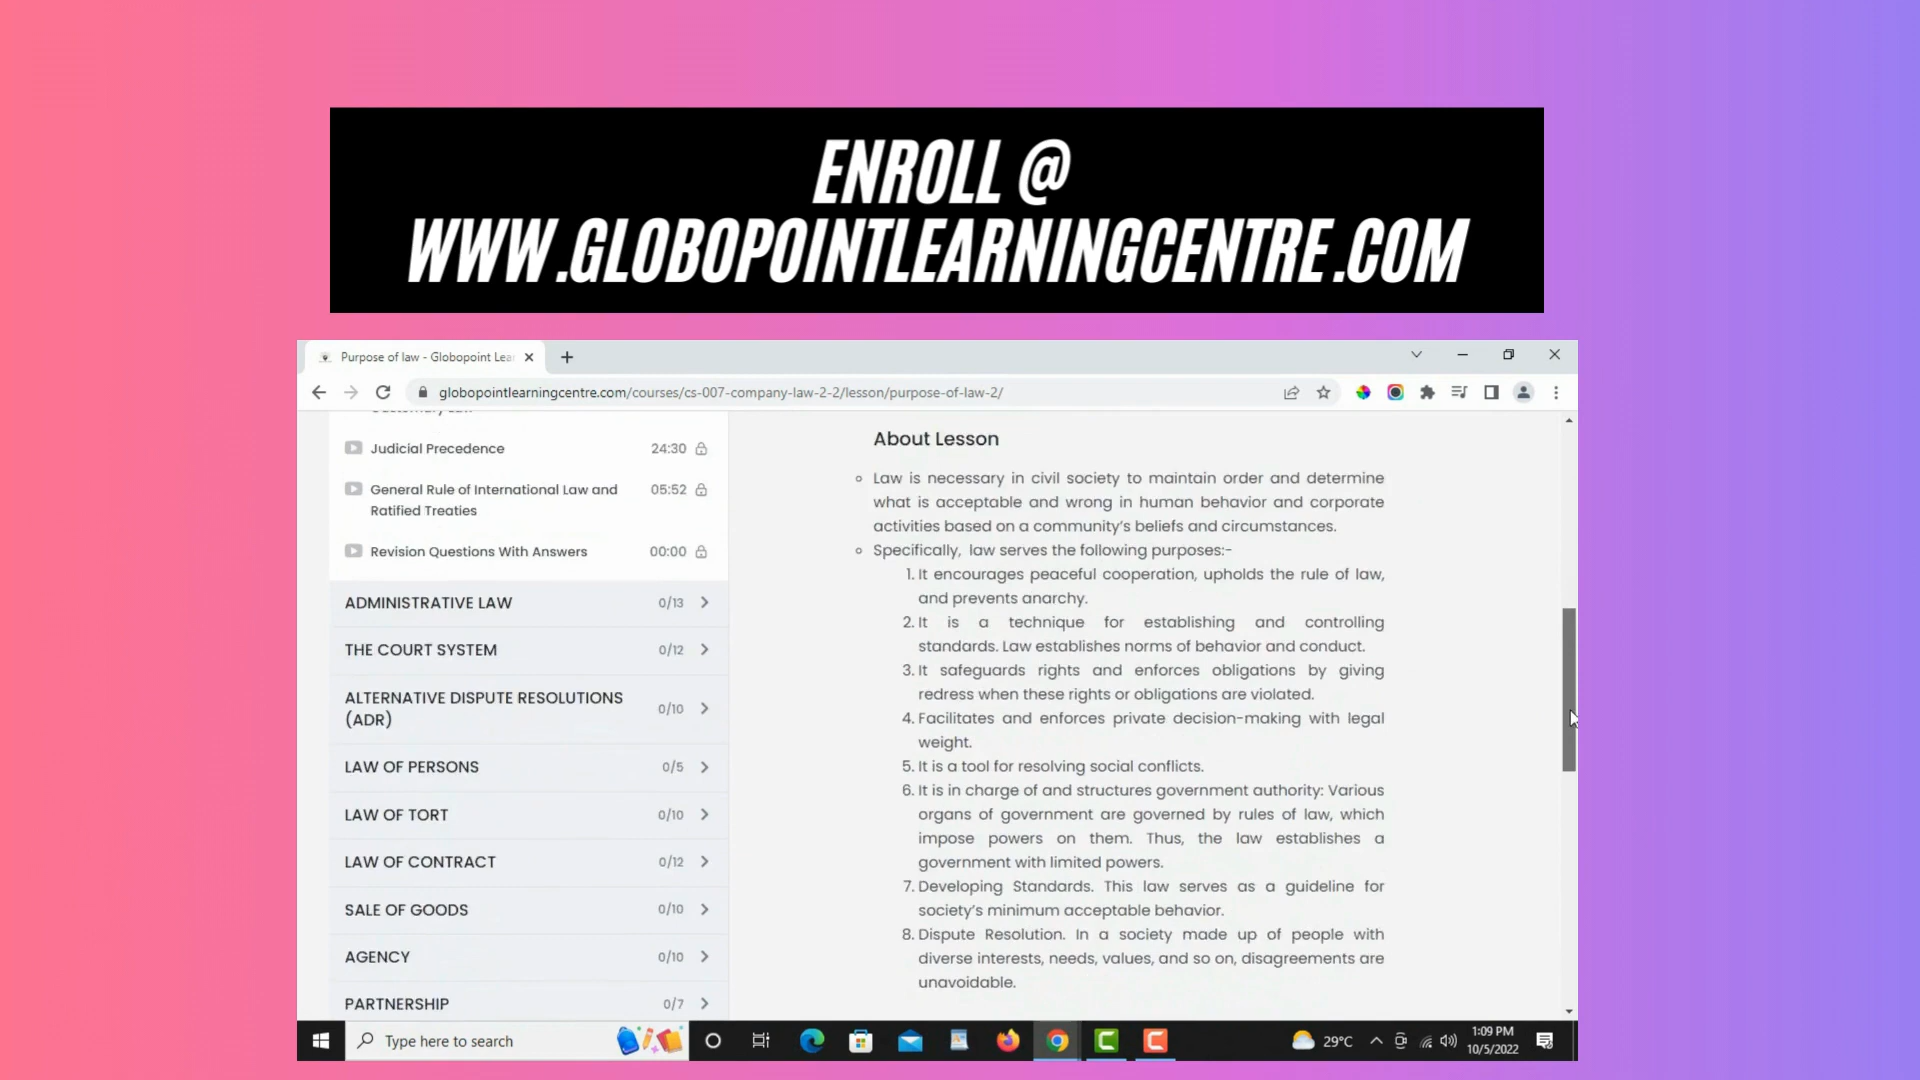 ENROLL @
WWW.GLOBOPOINTLEARNINGCENTRE.COM
Purpose of law - Globopoint Lea
globopointlearningcentre.com/courses/cs-007-company-law-2-2/lesson/purpose-of-law-2/
Judicial Precedence 24:30
General Rule of International Law and
Ratified Treaties 05:52
Revision Questions With Answers 00:00
ADMINISTRATIVE LAW 0/13
THE COURT SYSTEM 0/12
ALTERNATIVE DISPUTE RESOLUTIONS
(ADR) 0/10
LAW OF PERSONS 0/5
LAW OF TORT 0/10
LAW OF CONTRACT 0/12
SALE OF GOODS 0/10
AGENCY 0/10
PARTNERSHIP 0/7
About Lesson
Law is necessary in civil society to maintain order and determine
what is acceptable and wrong in human behavior and corporate
activities based on a community's beliefs and circumstances.
Specifically, law serves the following purposes:-
1. It encourages peaceful cooperation, upholds the rule of law,
and prevents anarchy.
2. It is a technique for establishing and controlling
standards. Law establishes norms of behavior and conduct.
3. It safeguards rights and enforces obligations by giving
redress when these rights or obligations are violated.
4. Facilitates and enforces private decision-making with legal
weight.
5. It is a tool for resolving social conflicts.
6. It is in charge of and structures government authority: Various
organs of government are governed by rules of law, which
impose powers on them. Thus, the law establishes a
government with limited powers.
7. Developing Standards. This law serves as a guideline for
society's minimum acceptable behavior.
8. Dispute Resolution. In a society made up of people with
diverse interests, needs, values, and so on, disagreements are
unavoidable.
Type here to search
29°C
1:09 PM
10/5/2022